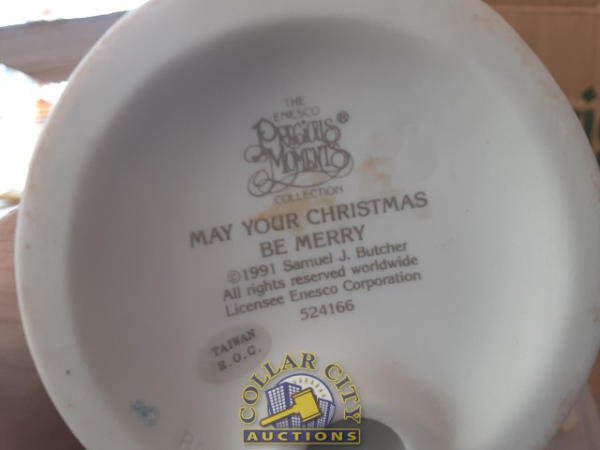 THE
ENESCO
PRECIOUS
MOMENTS®
COLLECTION
MAY YOUR CHRISTMAS
BE MERRY
©1991 Samuel J. Butcher
All rights reserved worldwide
Licensee Enesco Corporation
524166
TAIWAN
R.O.C.
COLLAR CITY
AUCTIONS